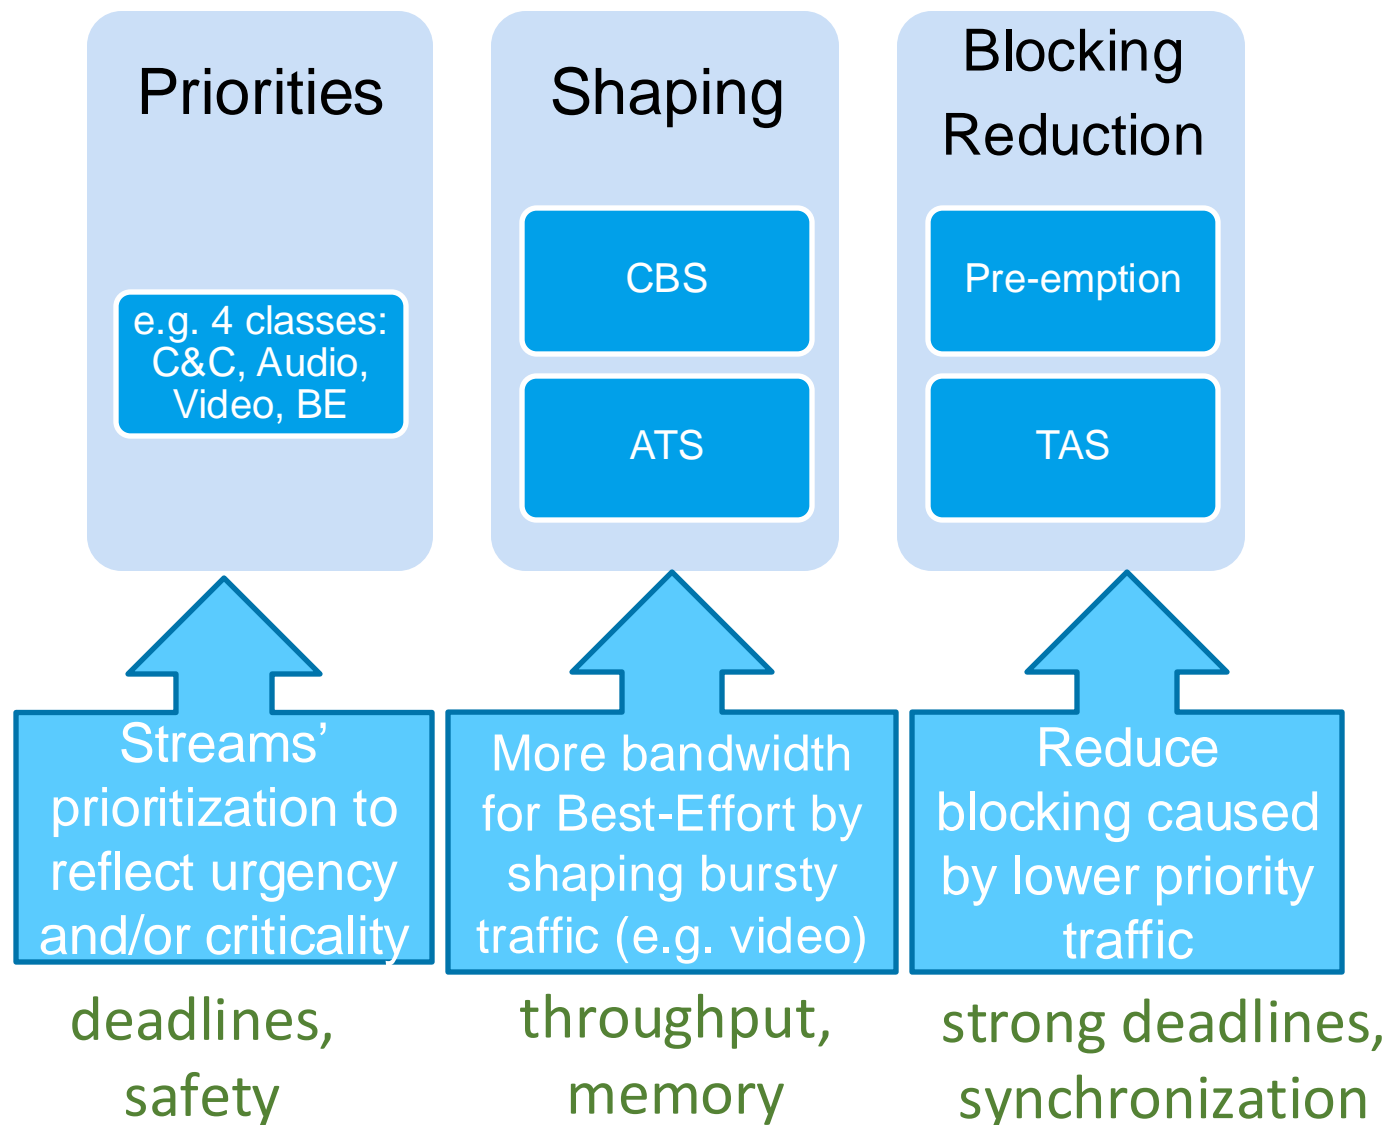 Priorities
e.g. 4 classes:
C&C, Audio,
Video, BE
Streams’
prioritization to
reflect urgency
and/or criticality
deadlines,
safety
Shaping
CBS
ATS
More bandwidth
for Best-Effort by
shaping bursty
traffic (e.g. video)
throughput,
memory
Blocking
Reduction
Pre-emption
TAS
Reduce
blocking caused
by lower priority
traffic
strong deadlines,
synchronization